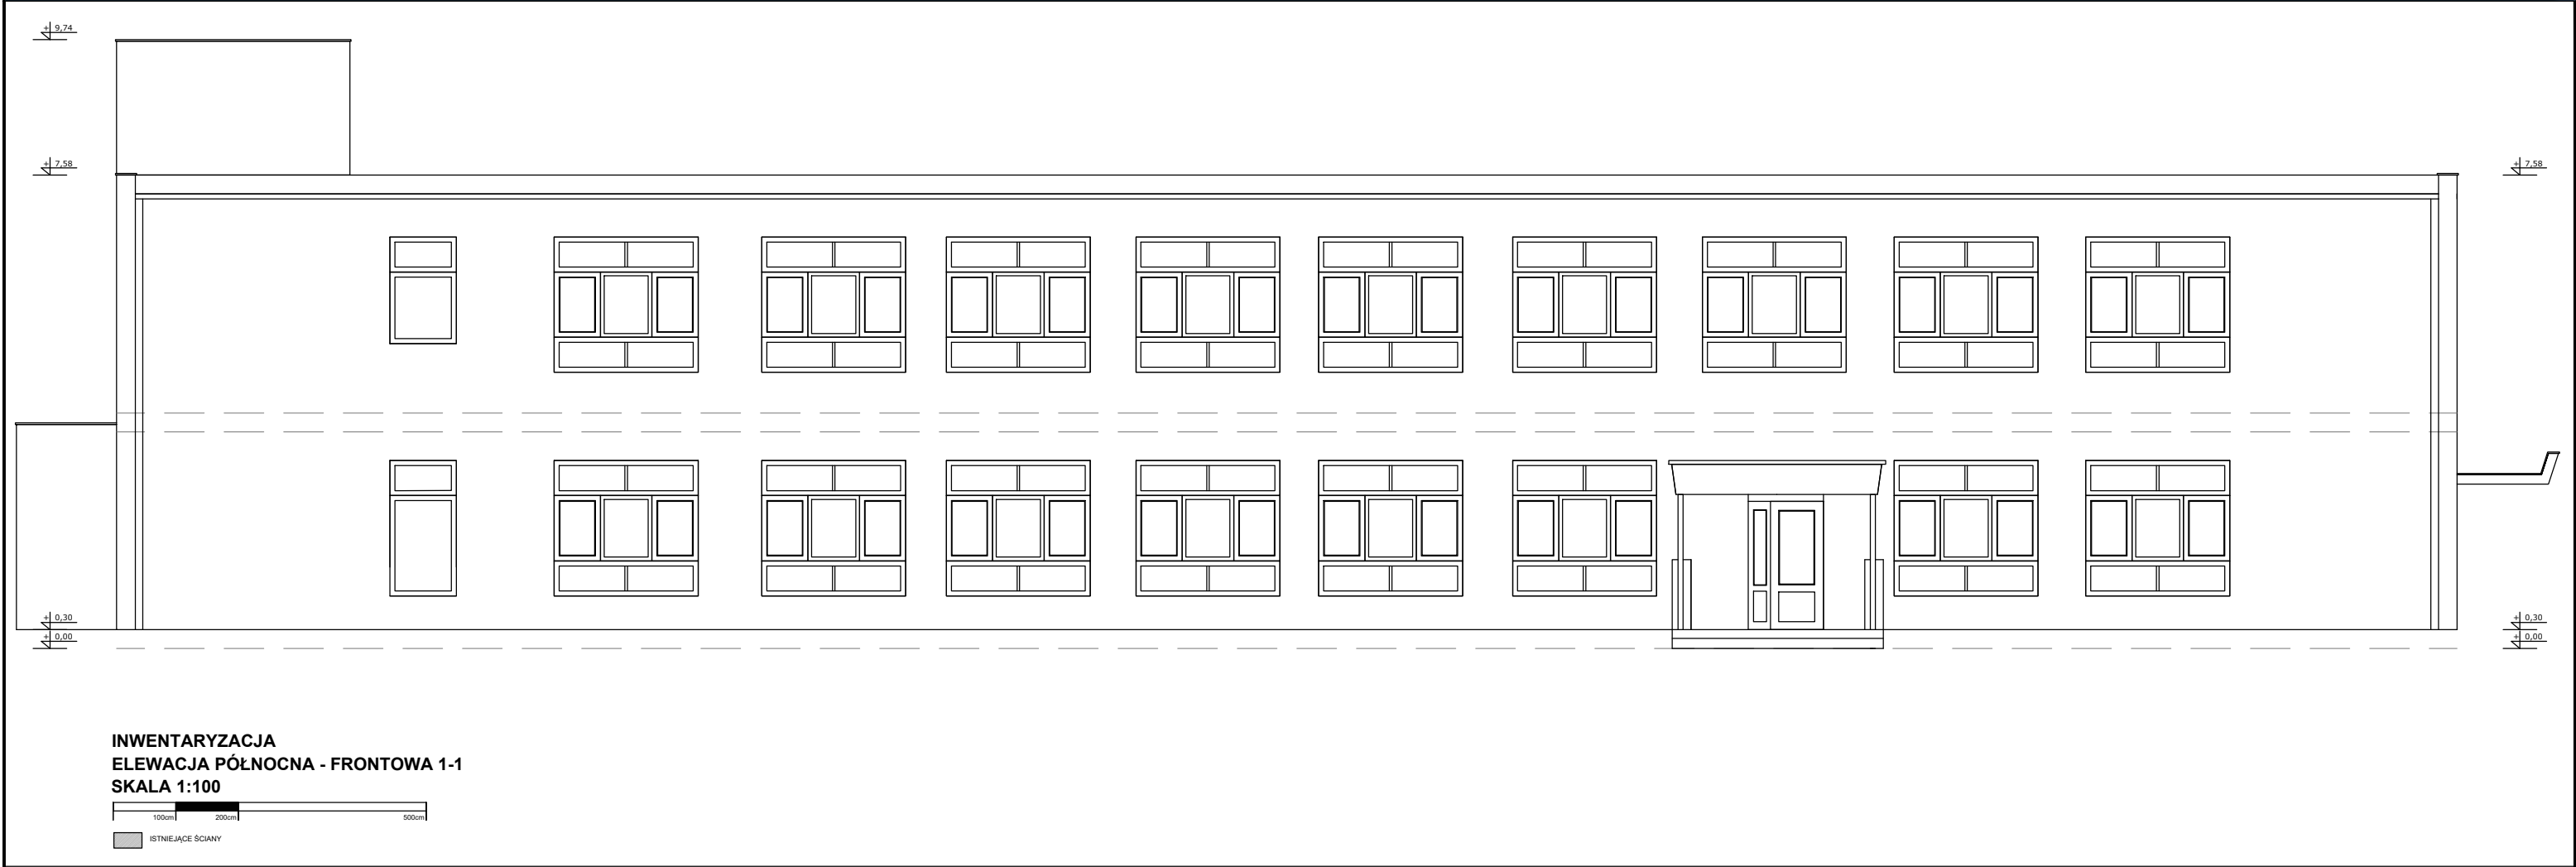 + 9,74
+ 7,58
+ 7,58
+ 0,30
+ 0,00
+ 0,30
+ 0,00
INWENTARYZACJA
ELEWACJA PÓŁNOCNA - FRONTOWA 1-1
SKALA 1:100
100cm 200cm 500cm
ISTNIEJĄCE ŚCIANY